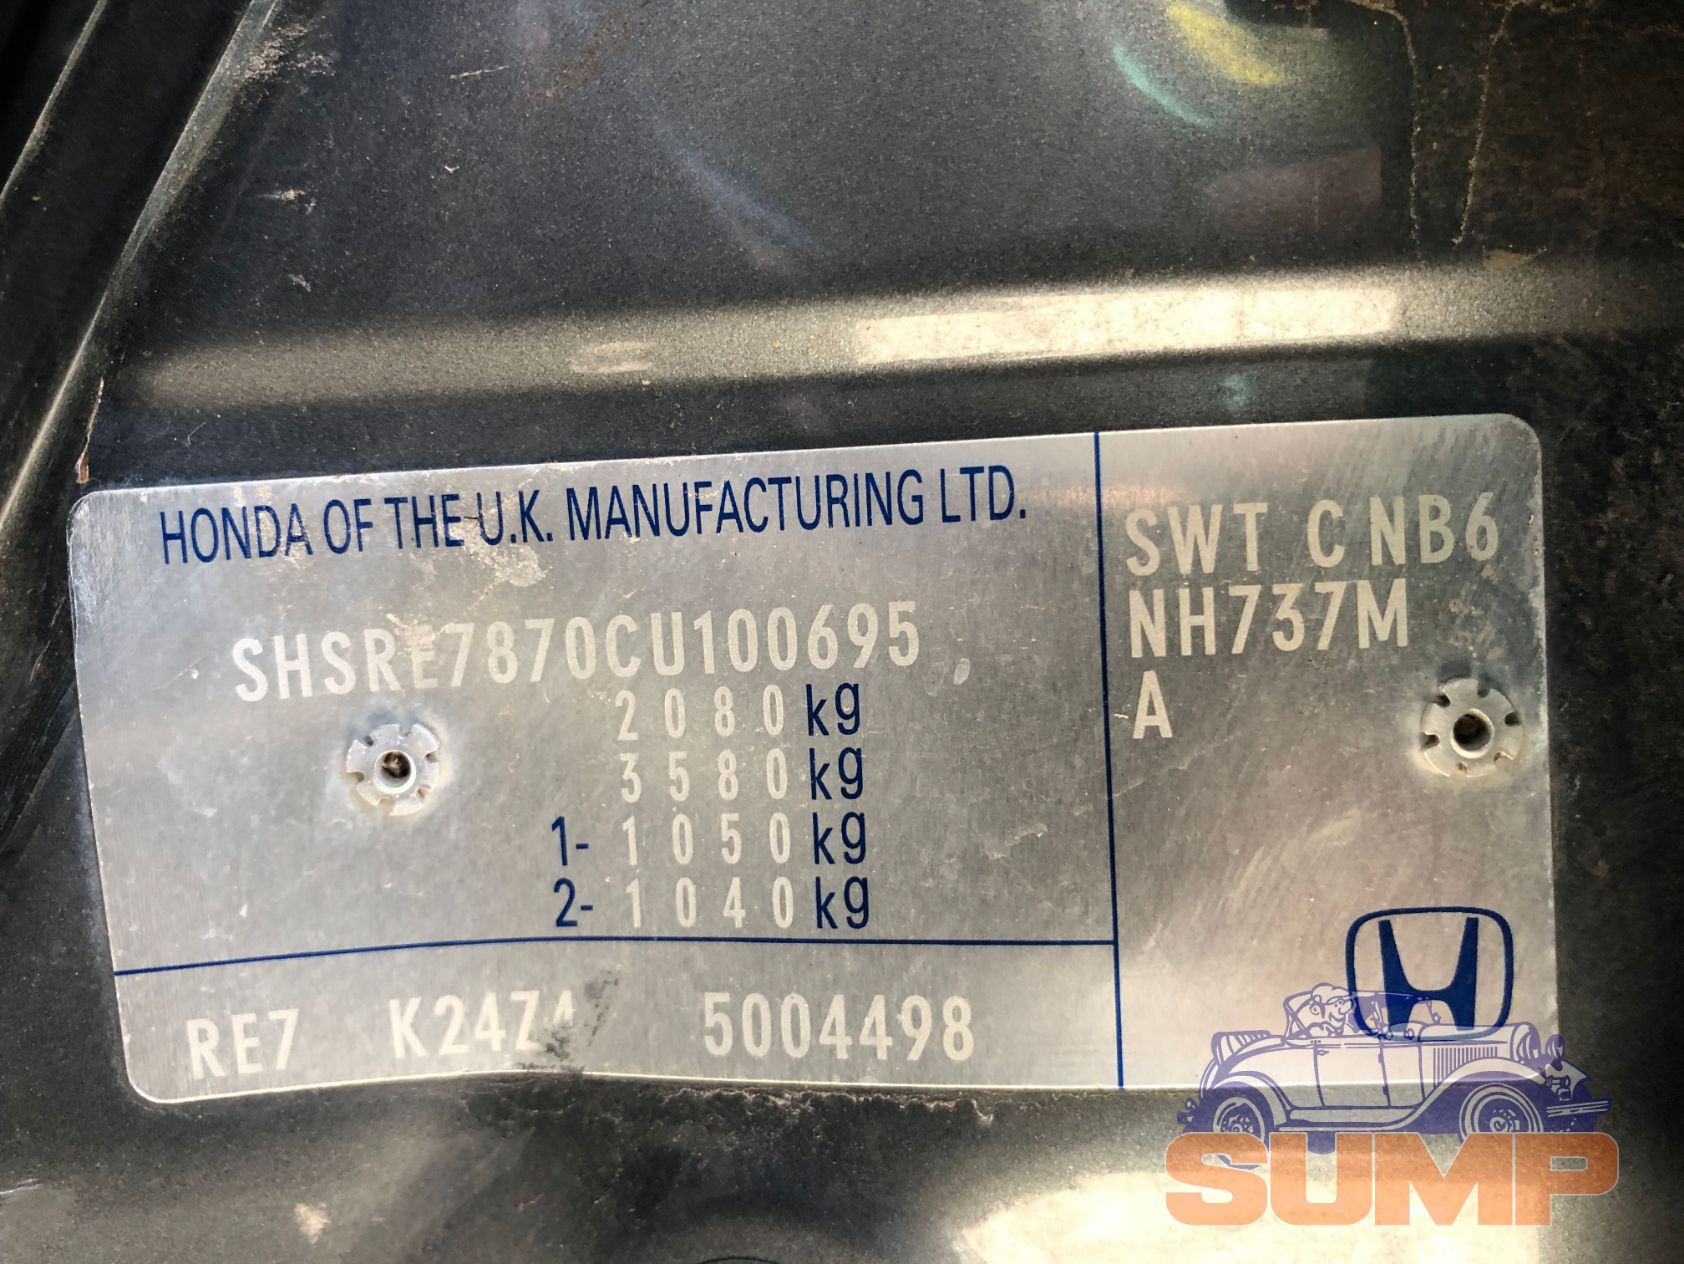 HONDA OF THE U.K. MANUFACTURING LTD.
SHSRE7870CU100695
2080kg
3580kg
1- 1050kg
2- 1040kg
RE7 K24Z4 5004498
SWT C NB6
NH737M
A
SUMP